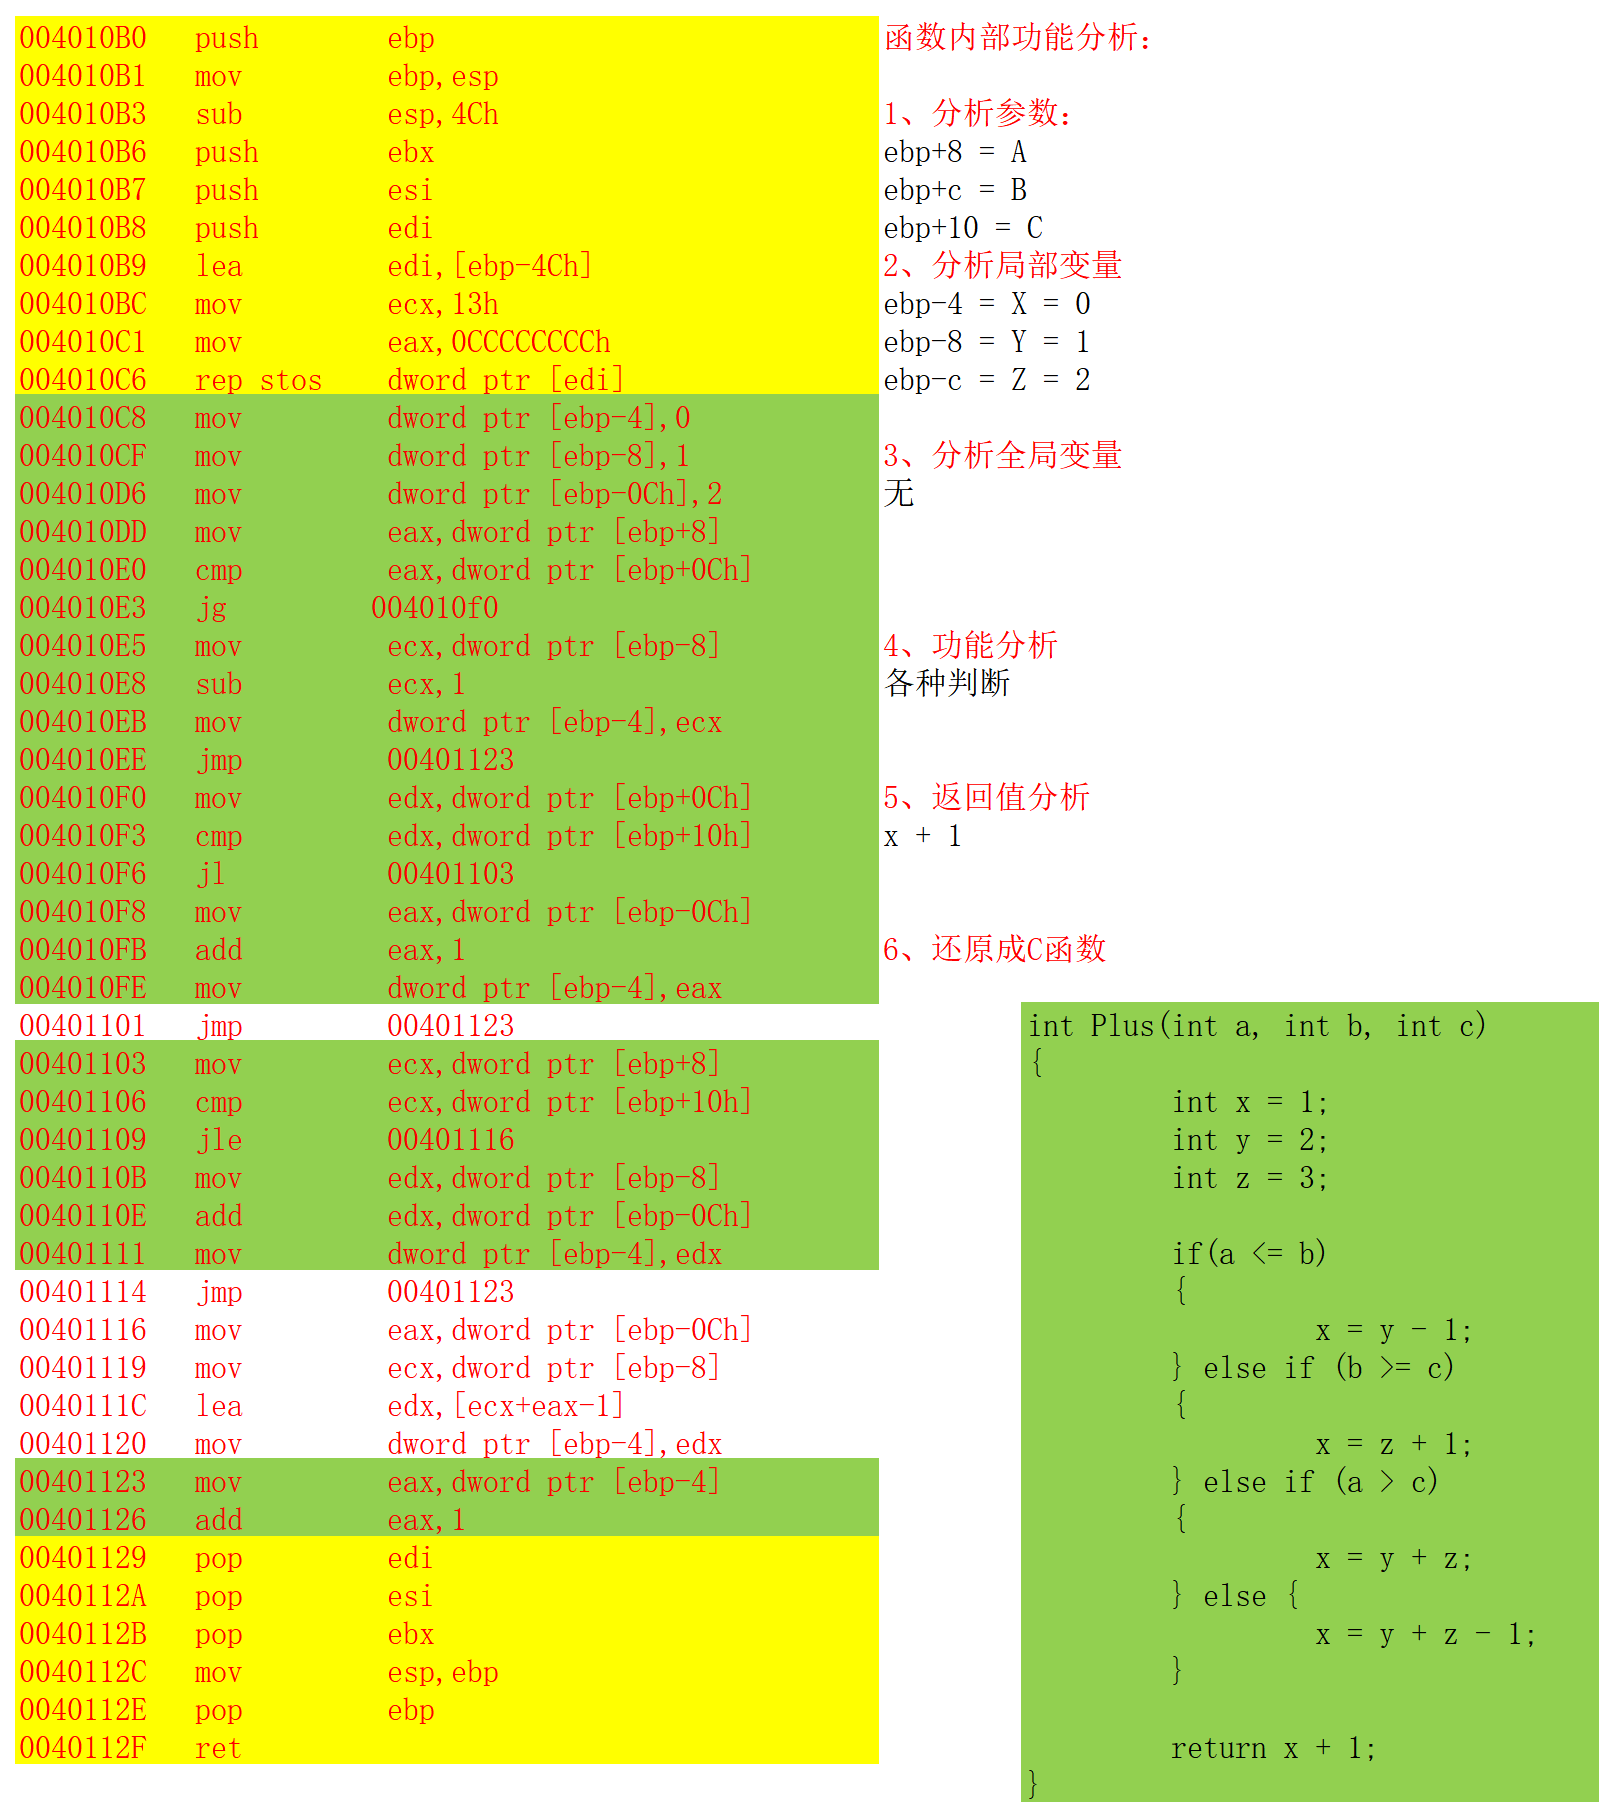 004010B0 push ebp
004010B1 mov ebp,esp
004010B3 sub esp,4Ch
004010B6 push ebx
004010B7 push esi
004010B8 push edi
004010B9 lea edi,[ebp-4Ch]
004010BC mov ecx,13h
004010C1 mov eax,0CCCCCCCCh
004010C6 rep stos dword ptr [edi]
004010C8 mov dword ptr [ebp-4],0
004010CF mov dword ptr [ebp-8],1
004010D6 mov dword ptr [ebp-0Ch],2
004010DD mov eax,dword ptr [ebp+8]
004010E0 cmp eax,dword ptr [ebp+0Ch]
004010E3 jg 004010f0
004010E5 mov ecx,dword ptr [ebp-8]
004010E8 sub ecx,1
004010EB mov dword ptr [ebp-4],ecx
004010EE jmp 00401123
004010F0 mov edx,dword ptr [ebp+0Ch]
004010F3 cmp edx,dword ptr [ebp+10h]
004010F6 jl 00401103
004010F8 mov eax,dword ptr [ebp-0Ch]
004010FB add eax,1
004010FE mov dword ptr [ebp-4],eax
00401101 jmp 00401123
00401103 mov ecx,dword ptr [ebp+8]
00401106 cmp ecx,dword ptr [ebp+10h]
00401109 jle 00401116
0040110B mov edx,dword ptr [ebp-8]
0040110E add edx,dword ptr [ebp-0Ch]
00401111 mov dword ptr [ebp-4],edx
00401114 jmp 00401123
00401116 mov eax,dword ptr [ebp-0Ch]
00401119 mov ecx,dword ptr [ebp-8]
0040111C lea edx,[ecx+eax-1]
00401120 mov dword ptr [ebp-4],edx
00401123 mov eax,dword ptr [ebp-4]
00401126 add eax,1
00401129 pop edi
0040112A pop esi
0040112B pop ebx
0040112C mov esp,ebp
0040112E pop ebp
0040112F ret
函数内部功能分析：
1、分析参数：
ebp+8 = A
ebp+c = B
ebp+10 = C
2、分析局部变量
ebp-4 = X = 0
ebp-8 = Y = 1
ebp-c = Z = 2
3、分析全局变量
无
4、功能分析
各种判断
5、返回值分析
x + 1
6、还原成C函数
int Plus(int a, int b, int c)
{
int x = 1;
int y = 2;
int z = 3;
if(a <= b)
{
x = y - 1;
} else if (b >= c)
{
x = z + 1;
} else if (a > c)
{
x = y + z;
} else {
x = y + z - 1;
}
return x + 1;
}